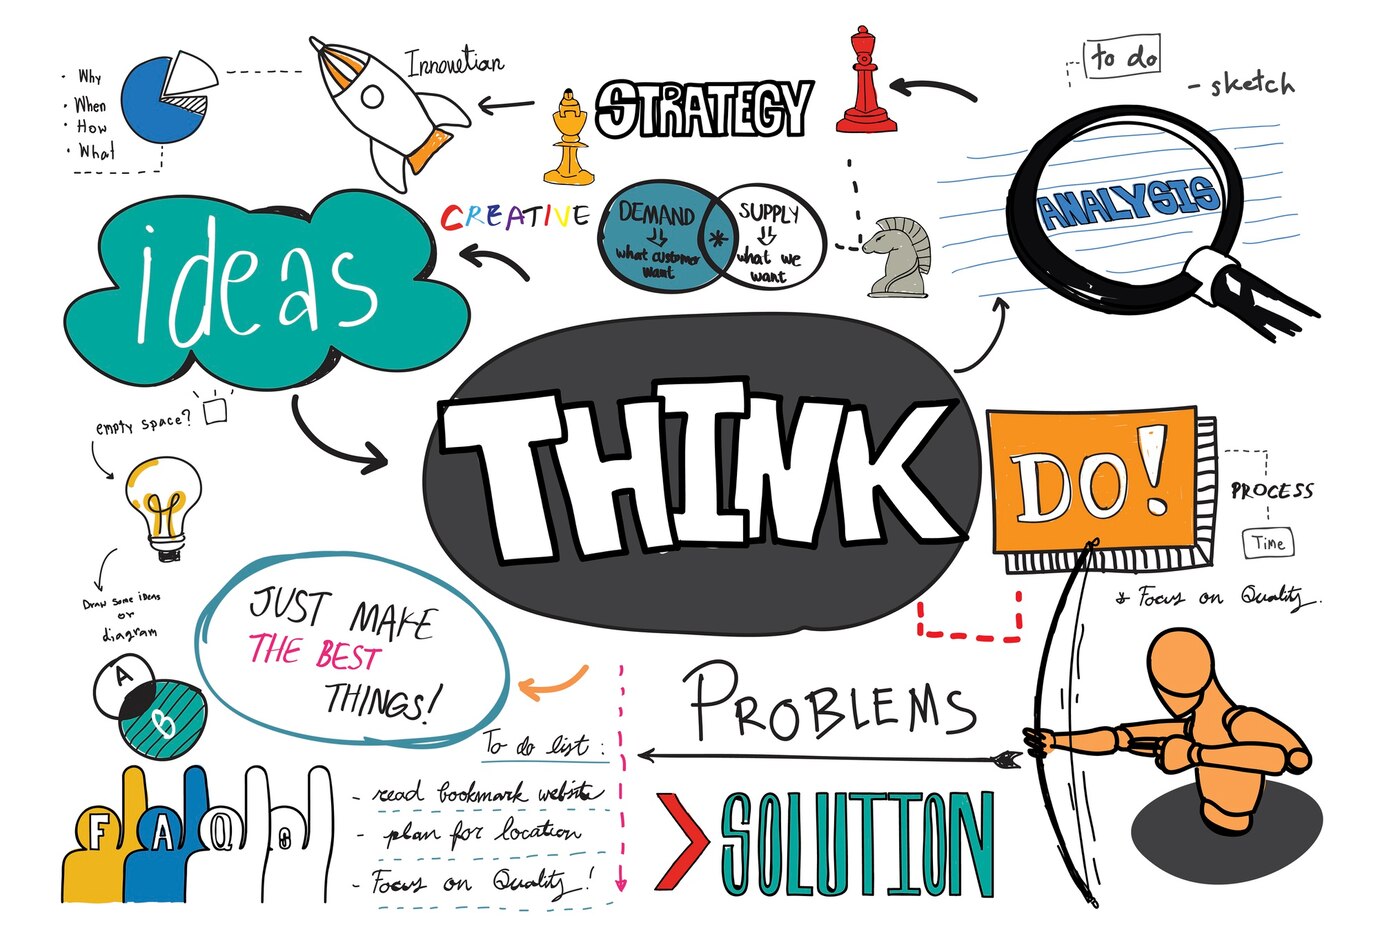 · Why
· When
· How
· What
Innovetian
STRATEGY
to do
- sketch
ANALYSIS
CREATIVE
DEMAND
what customer
want
*
SUPPLY
what we
want
ideas
empty space?
THINK
DO!
PROCESS
Time
* Focus on Quality.
Draw some ideas
or
diagram
A
B
JUST MAKE
THE BEST
THINGS!
PROBLEMS
To do list :
- read bookmark website
- plan for location
- Focus on Quality!
> SOLUTION
FAQs